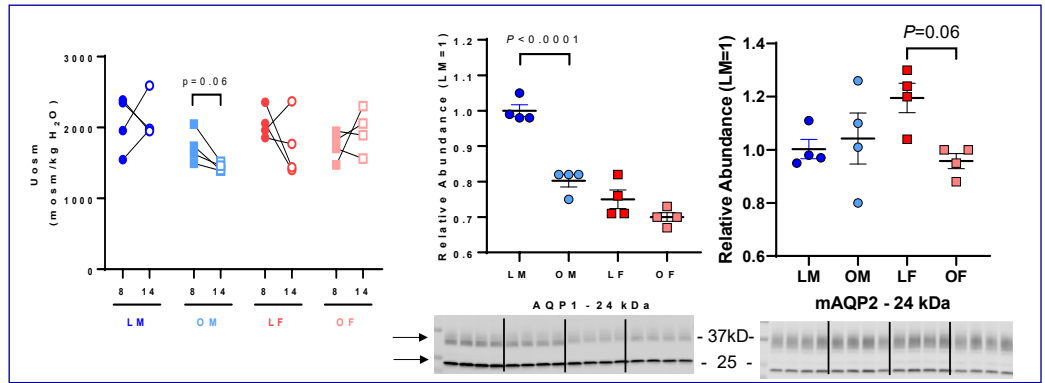 Uosm
(mosm/kg H2O)
3000
2000
1000
0
p=0.06
8 14 8 14 8 14 8 14
LM OM LF OF
Relative Abundance (LM=1)
1.2
1.1
1.0
0.9
0.8
0.7
0.6
P<0.0001
LM OM LF OF
AQP1 - 24 kDa
Relative Abundance (LM=1)
1.4
1.2
1.0
0.8
0.6
P=0.06
LM OM LF OF
mAQP2 - 24 kDa
- 37kD-
- 25 -